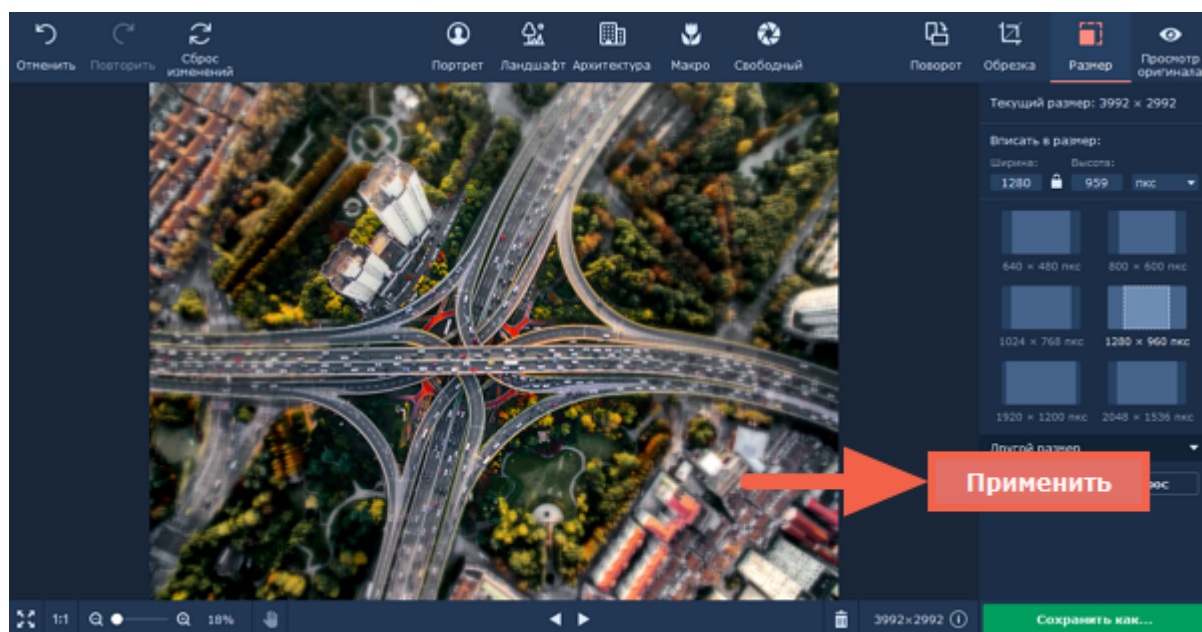 Отменить
Повторить
Сброс
изменений
Портрет
Ландшафт
Архитектура
Макро
Свободный
Поворот
Обрезка
Размер
Просмотр
оригинала
Текущий размер: 3992 × 2992
Вписать в размер:
Ширина: Высота:
1280 959 пкс
640 × 480 пкс 800 × 600 пкс
1024 × 768 пкс 1280 × 960 пкс
1920 × 1200 пкс 2048 × 1536 пкс
Другой размер
Применить
1:1 18% 3992×2992
Сохранить как...